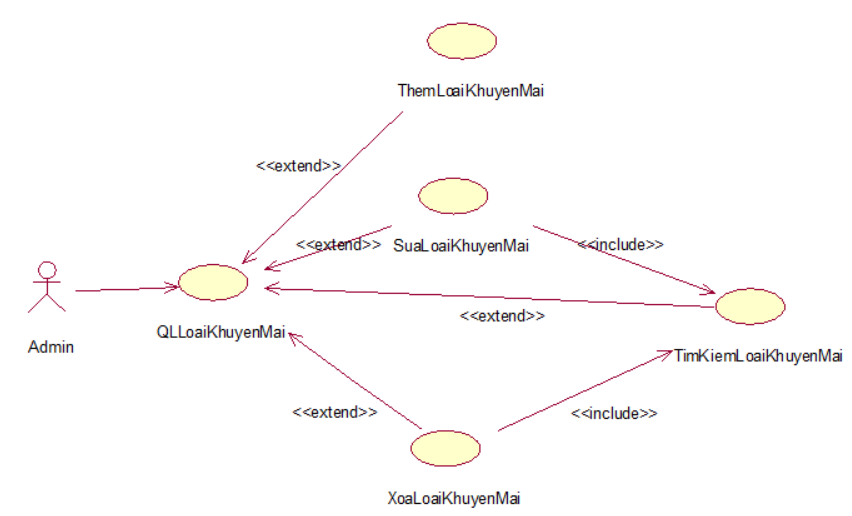 ThemLoaiKhuyenMai
<<extend>>
<<extend>>
SuaLoaiKhuyenMai
<<include>>
<<extend>>
QLLoaiKhuyenMai
Admin
TimKiemLoaiKhuyenMai
<<extend>>
<<include>>
XoaLoaiKhuyenMai